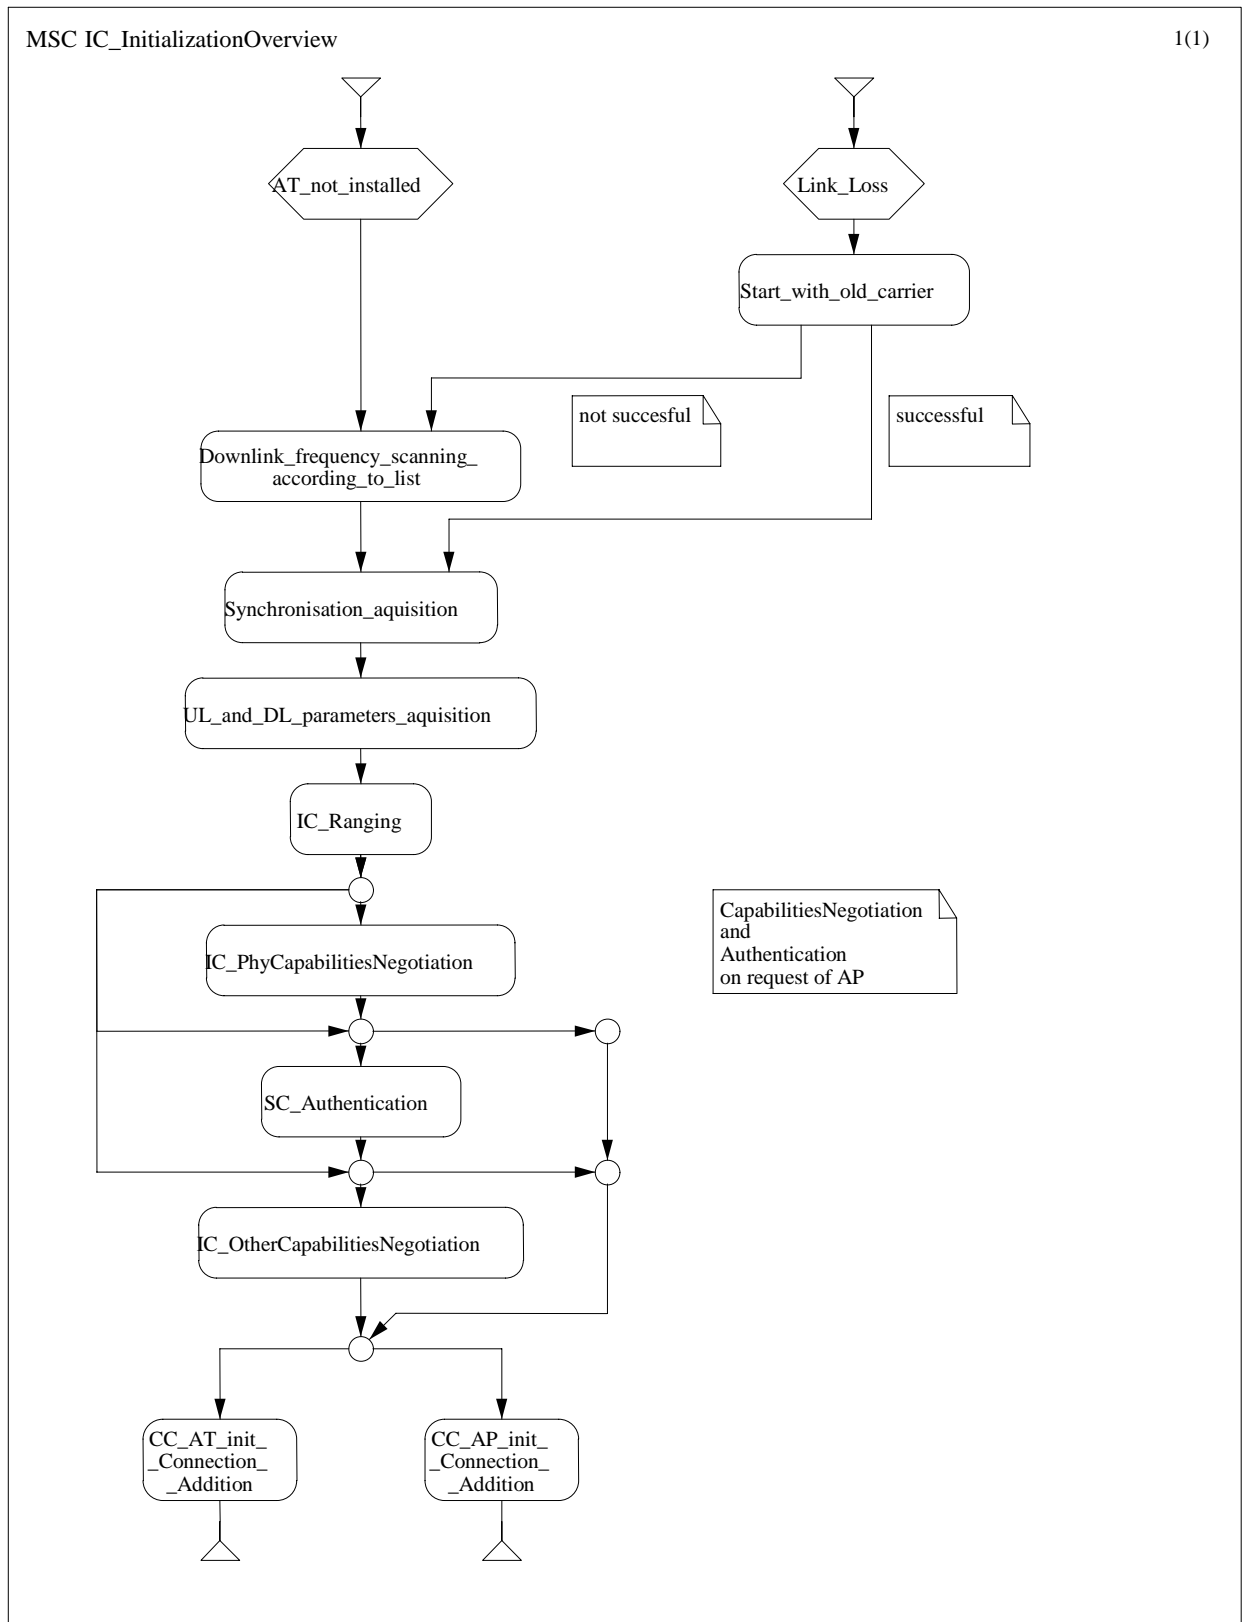 MSC IC_InitializationOverview
1(1)
AT_not_installed
Link_Loss
Start_with_old_carrier
not succesful
successful
Downlink_frequency_scanning_
according_to_list
Synchronisation_aquisition
UL_and_DL_parameters_aquisition
IC_Ranging
CapabilitiesNegotiation
and
Authentication
on request of AP
IC_PhyCapabilitiesNegotiation
SC_Authentication
IC_OtherCapabilitiesNegotiation
CC_AT_init_
_Connection_
_Addition
CC_AP_init_
_Connection_
_Addition